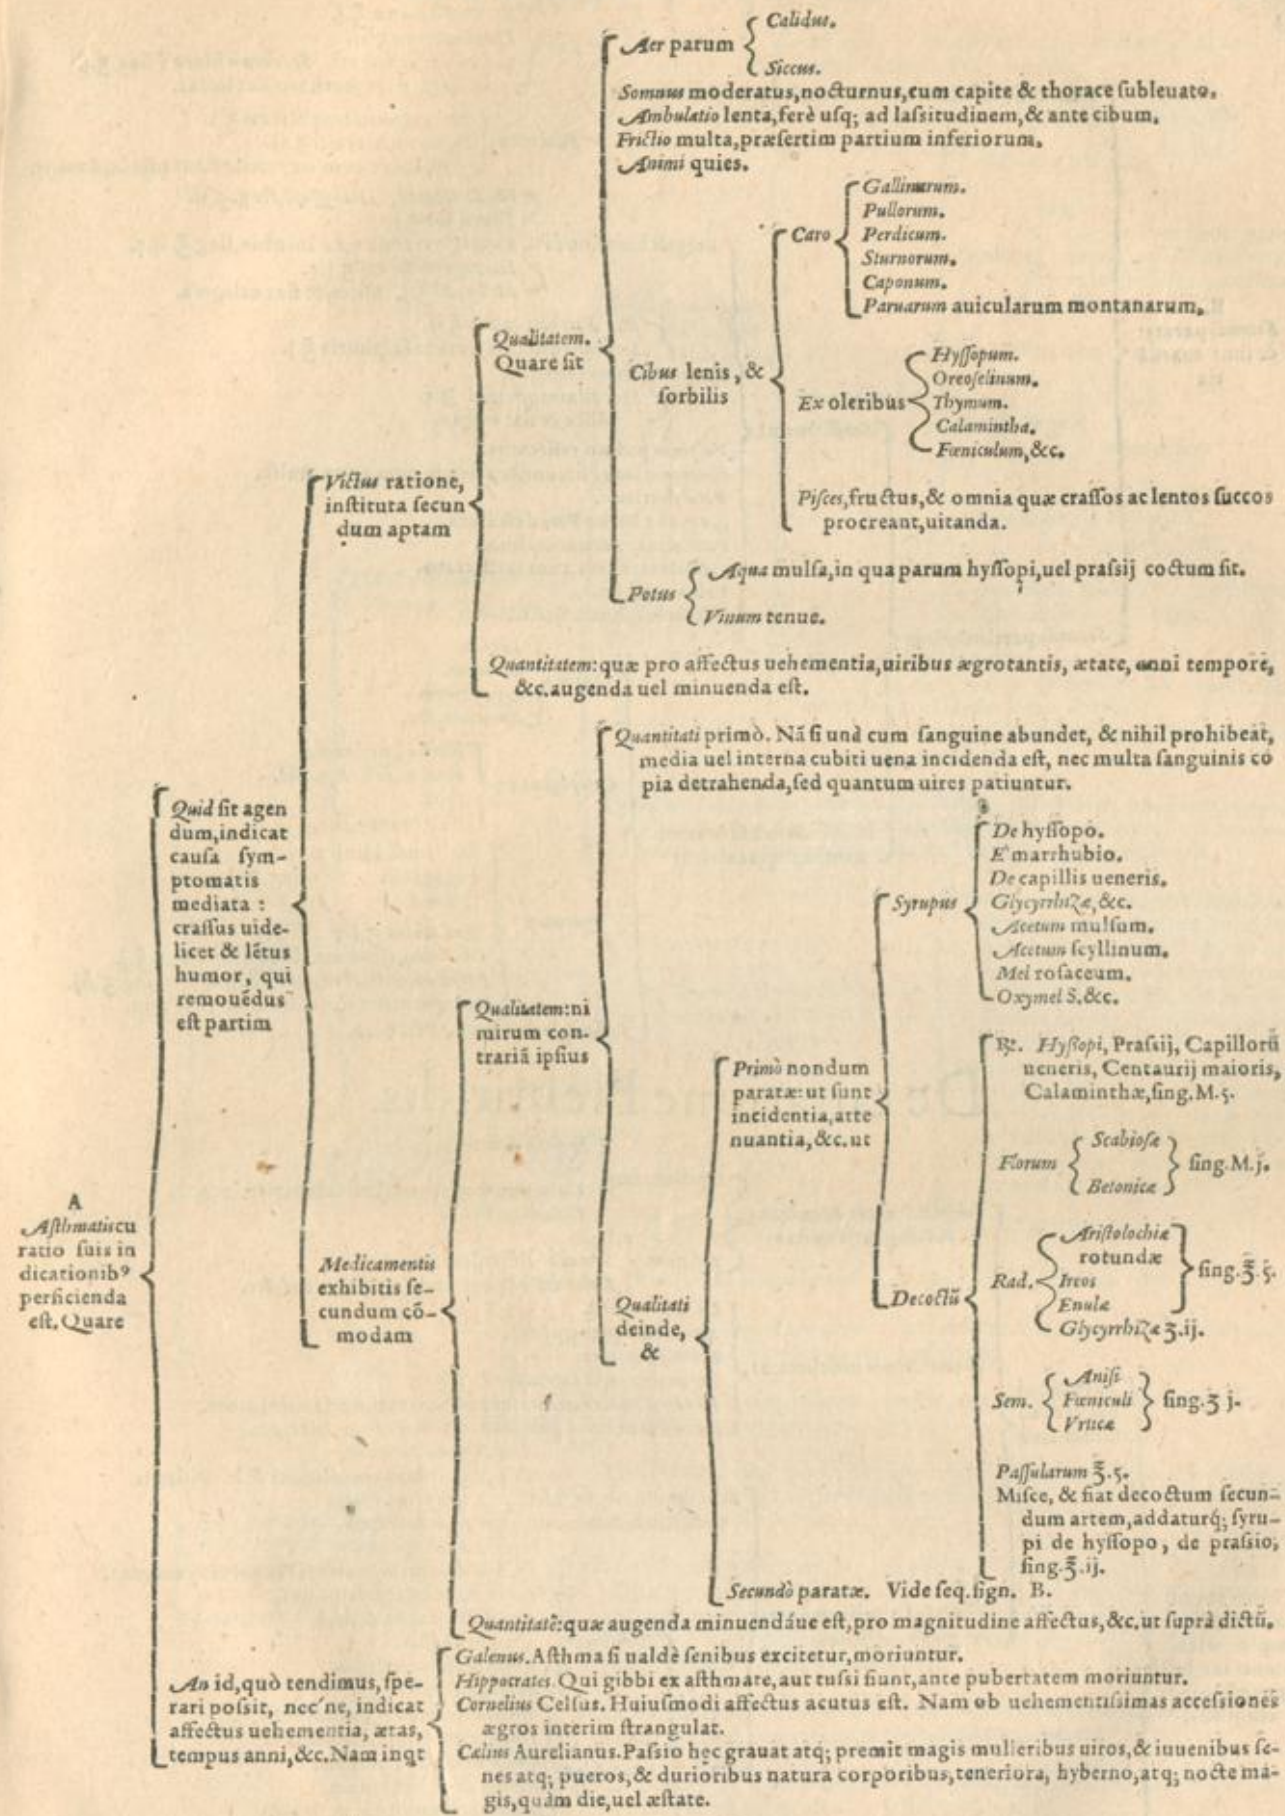 A
Asthmatis cu
ratio suis in
dicationibꝰ
perficienda
est. Quare
Quid sit agen
dum, indicat
causa sym-
ptomatis
mediata :
crassus uide-
licet & lētus
humor, qui
remouēdus
est partim
Victus ratione,
instituta secun
dum aptam
Qualitatem.
Quare sit
Aer parum
Calidus.
Siccus.
Somnus moderatus, nocturnus, cum capite & thorace subleuato.
Ambulatio lenta, ferè usq; ad lassitudinem, & ante cibum.
Frictio multa, præsertim partium inferiorum.
Animi quies.
Cibus lenis, &
sorbilis
Caro
Gallinarum.
Pullorum.
Perdicum.
Sturnorum.
Caponum.
Paruarum auicularum montanarum.
Ex oleribus
Hyssopum.
Oreoselinum.
Thymum.
Calamintha.
Fœniculum, &c.
Pisces, fructus, & omnia quæ crassos ac lentos succos
procreant, uitanda.
Potus
Aqua mulsa, in qua parum hyssopi, uel prassij coctum sit.
Vinum tenue.
Quantitatem: quæ pro affectus uehementia, uiribus ægrotantis, ætate, anni tempore,
&c. augenda uel minuenda est.
Medicamentis
exhibitis se-
cundum cō-
modam
Qualitatem: ni
mirum con-
trariā ipsius
Quantitati primò. Nā si unà cum sanguine abundet, & nihil prohibeat,
media uel interna cubiti uena incidenda est, nec multa sanguinis co
pia detrahenda, sed quantum uires patiuntur.
Qualitati
deinde,
&
Primò nondum
paratæ: ut sunt
incidentia, atte
nuantia, &c. ut
Syrupus
De hyssopo.
E marrhubio.
De capillis ueneris.
Glycyrrhizæ, &c.
Acetum mulsum.
Acetum scyllinum.
Mel rosaceum.
Oxymel S. &c.
Decoctū
℞. Hyssopi, Prassij, Capillorū
ueneris, Centaurij maioris,
Calaminthæ, sing. M. ς.
Florum
Scabiosæ
Betonicæ
sing. M. j.
Rad.
Aristolochiæ
rotundæ
Ireos
Enulæ
sing. ℥. ς.
Glycyrrhizæ ʒ. ij.
Sem.
Anisi
Fœniculi
Vrticæ
sing. ʒ j.
Passularum ℥. ς.
Misce, & fiat decoctum secun-
dum artem, addaturq́; syru-
pi de hyssopo, de prassio,
sing. ℥. ij.
Secundò paratæ. Vide seq. sign. B.
Quantitatē: quæ augenda minuendáue est, pro magnitudine affectus, &c. ut suprà dictū.
An id, quò tendimus, spe-
rari possit, nec'ne, indicat
affectus uehementia, ætas,
tempus anni, &c. Nam inqt
Galenus. Asthma si ualdè senibus excitetur, moriuntur.
Hippocrates. Qui gibbi ex asthmate, aut tussi fiunt, ante pubertatem moriuntur.
Cornelius Celsus. Huiusmodi affectus acutus est. Nam ob uehementissimas accessiones
ægros interim strangulat.
Cælius Aurelianus. Passio hęc grauat atq; premit magis mulieribus uiros, & iuuenibus se-
nes atq; pueros, & durioribus natura corporibus, teneriora, hyberno, atq; nocte ma-
gis, quàm die, uel æstate.